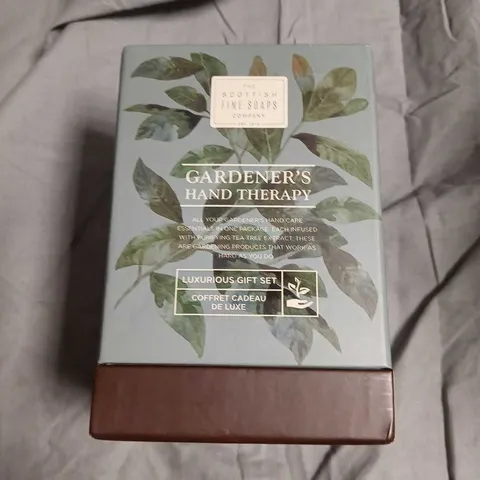 THE
SCOTTISH
FINE SOAPS
COMPANY
EST. 1974
GARDENER'S
HAND THERAPY
ALL YOUR GARDENER'S HAND CARE
ESSENTIALS IN ONE PACKAGE. EACH INFUSED
WITH PURIFYING TEA TREE EXTRACT, THESE
ARE GARDENING PRODUCTS THAT WORK AS
HARD AS YOU DO
LUXURIOUS GIFT SET
COFFRET CADEAU
DE LUXE